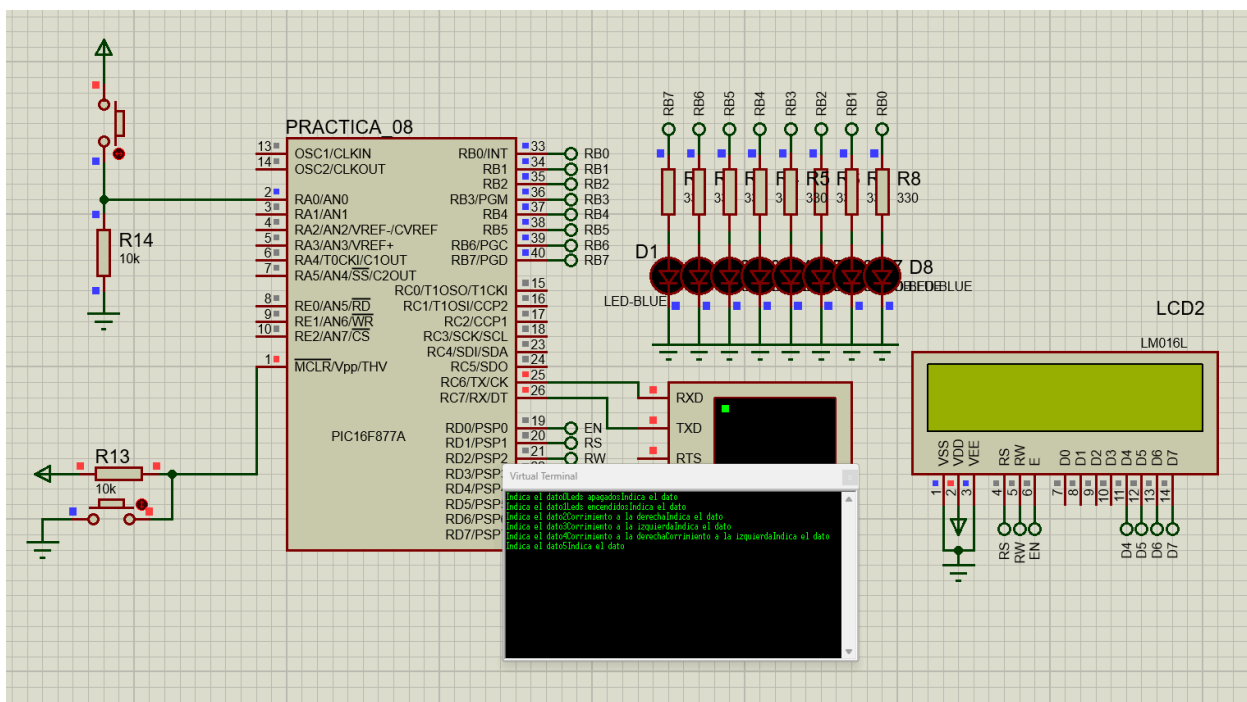 PRACTICA_08
13
OSC1/CLKIN
14
OSC2/CLKOUT
2
RA0/AN0
3
RA1/AN1
4
RA2/AN2/VREF-/CVREF
5
RA3/AN3/VREF+
6
RA4/T0CKI/C1OUT
7
RA5/AN4/SS/C2OUT
8
RE0/AN5/RD
9
RE1/AN6/WR
10
RE2/AN7/CS
1
MCLR/Vpp/THV
PIC16F877A
RB0/INT 33 RB0
RB1 34 RB1
RB2 35 RB2
RB3/PGM 36 RB3
RB4 37 RB4
RB5 38 RB5
RB6/PGC 39 RB6
RB7/PGD 40 RB7
RC0/T1OSO/T1CKI 15
RC1/T1OSI/CCP2 16
RC2/CCP1 17
RC3/SCK/SCL 18
RC4/SDI/SDA 23
RC5/SDO 24
RC6/TX/CK 25
RC7/RX/DT 26
RD0/PSP0 19 EN
RD1/PSP1 20 RS
RD2/PSP2 21 RW
RD3/PSP
RD4/PSP
RD5/PSP
RD6/PSP
RD7/PSP
R14
10k
R13
10k
RB7 RB6 RB5 RB4 RB3 RB2 RB1 RB0
R5
R8
330
D1
D8
LED-BLUE
RXD
TXD
RTS
Virtual Terminal
Indica el dato0Leds apagadosIndica el dato
Indica el dato1Leds encendidosIndica el dato
Indica el dato2Corrimiento a la derechaIndica el dato
Indica el dato3Corrimiento a la izquierdaIndica el dato
Indica el dato4Corrimiento a la derechaCorrimiento a la izquierdaIndica el dato
Indica el dato5Indica el dato
LCD2
LM016L
VSS VDD VEE RS RW E D0 D1 D2 D3 D4 D5 D6 D7
1 2 3 4 5 6 7 8 9 10 11 12 13 14
RS RW EN D4 D5 D6 D7